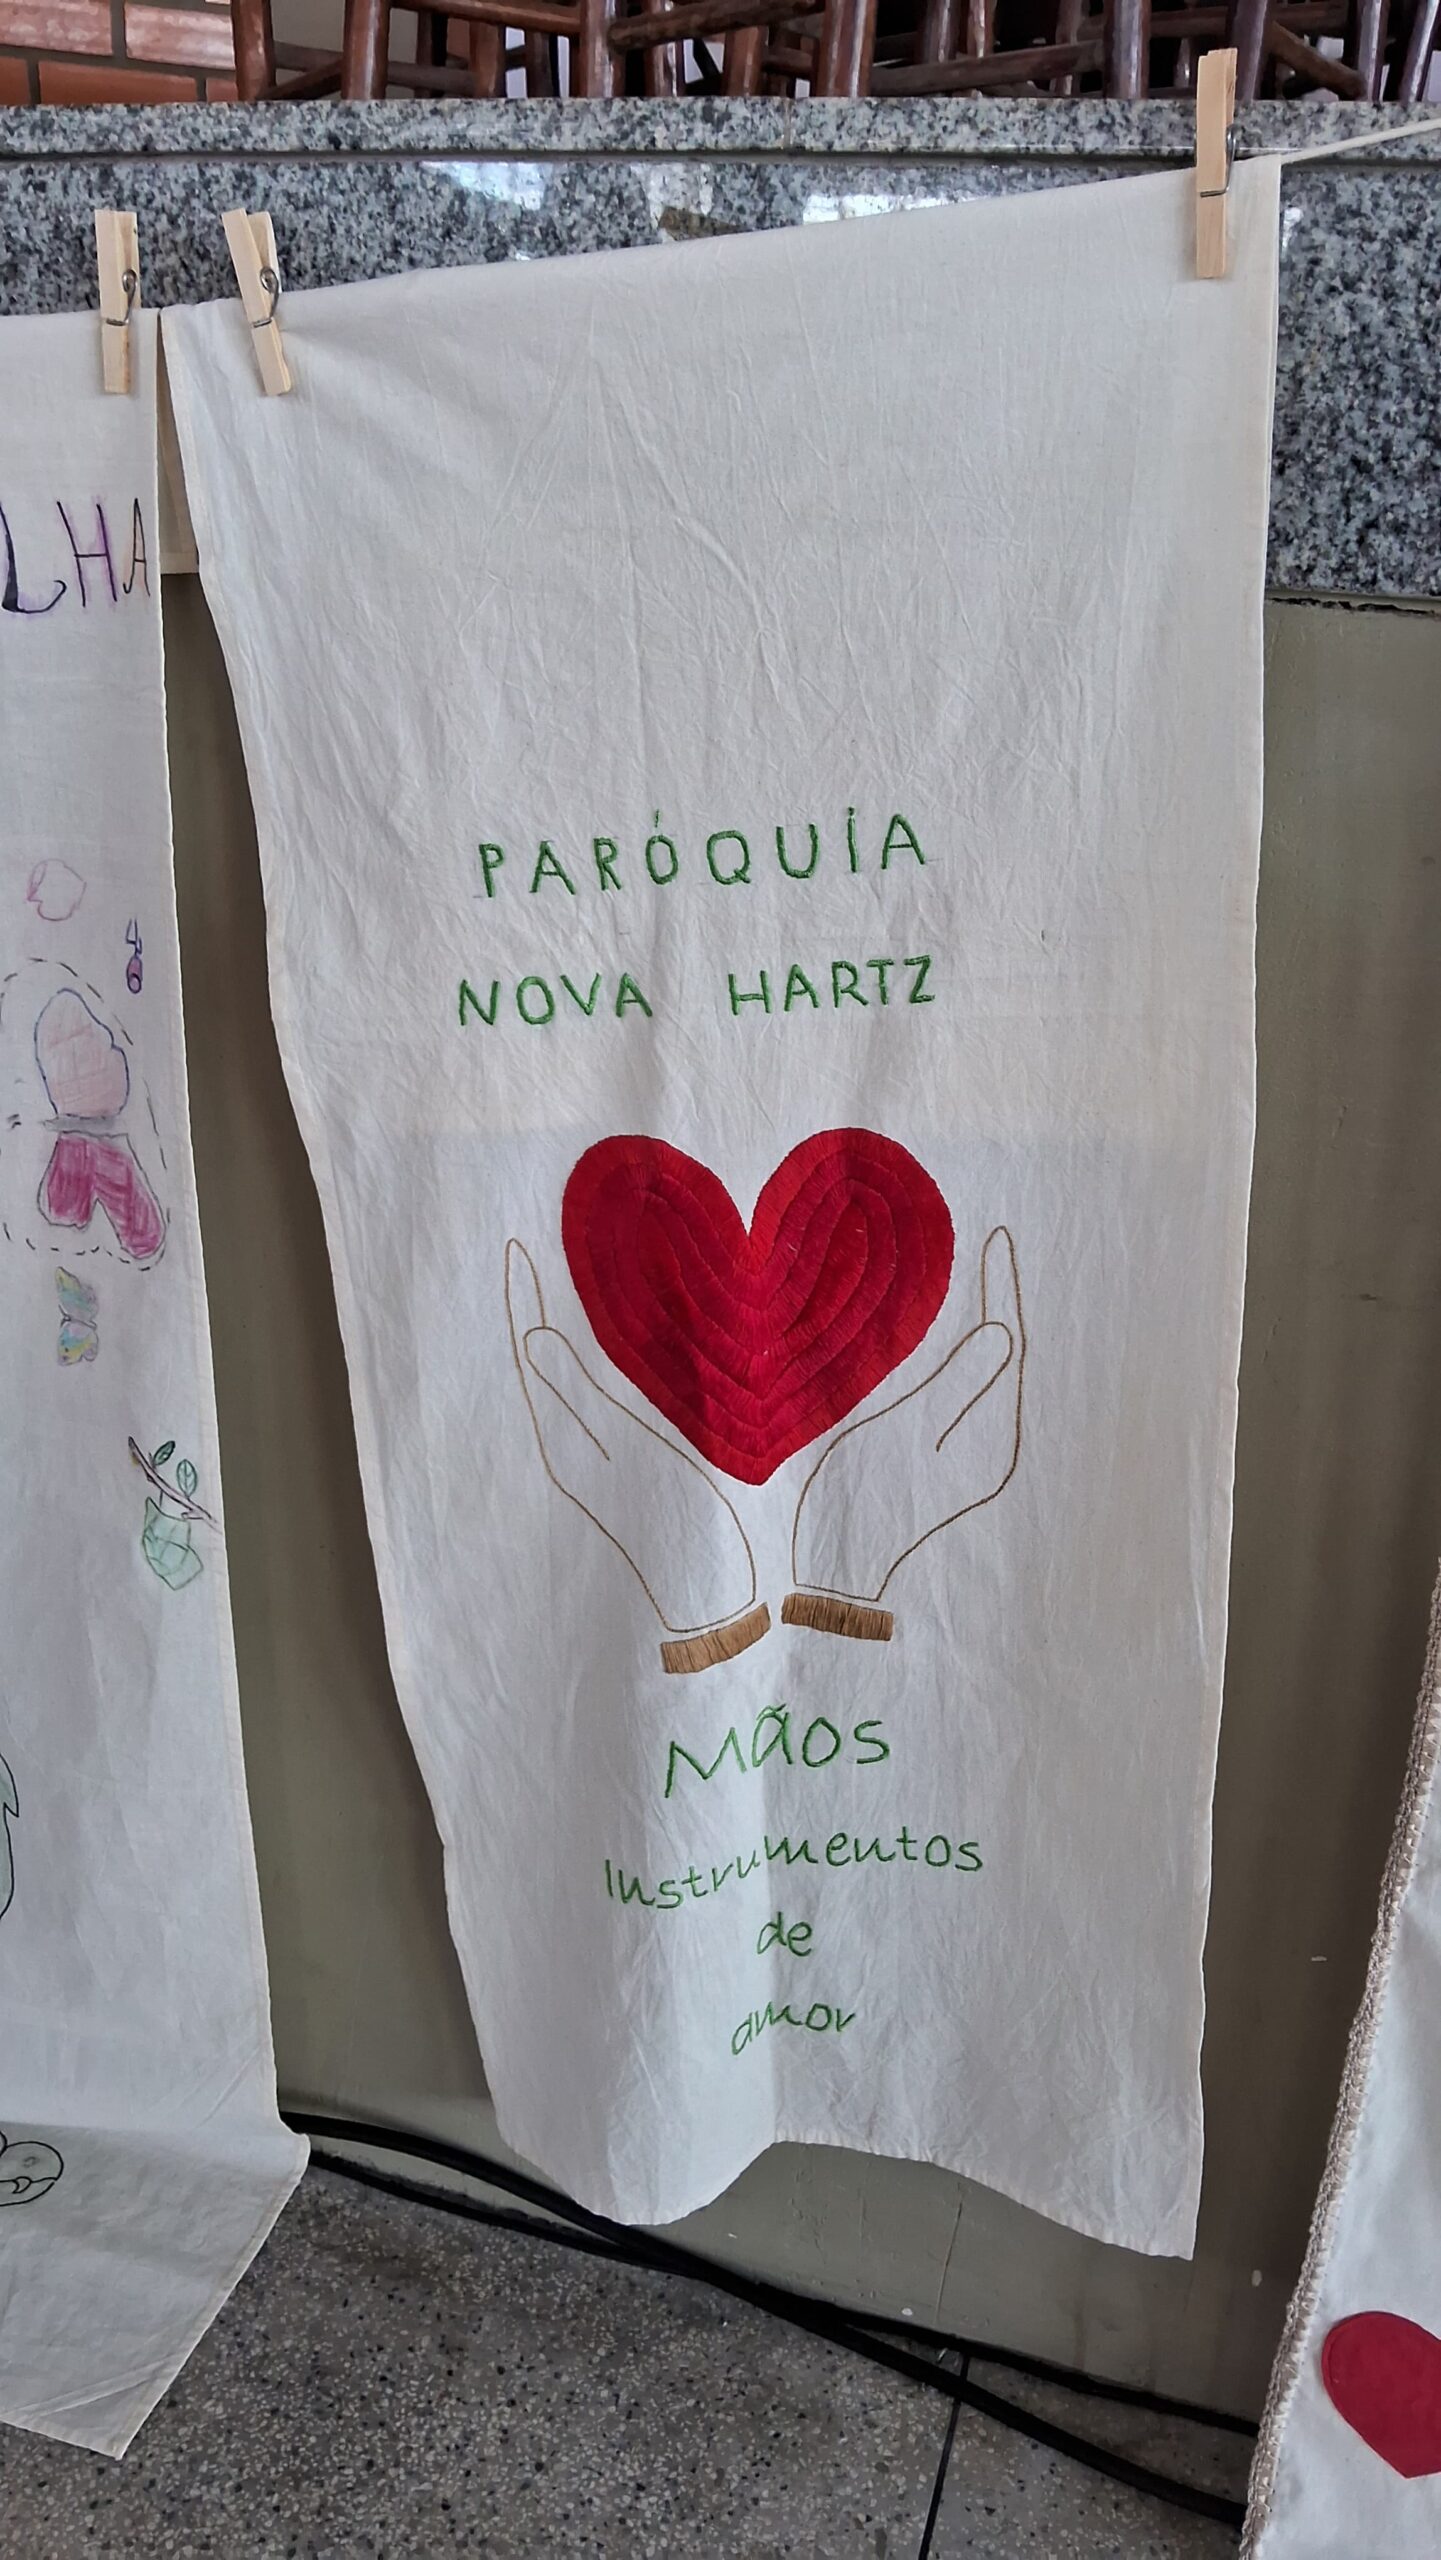 LHA
PARÓQUIA
NOVA HARTZ
Mãos
Instrumentos
de
amor